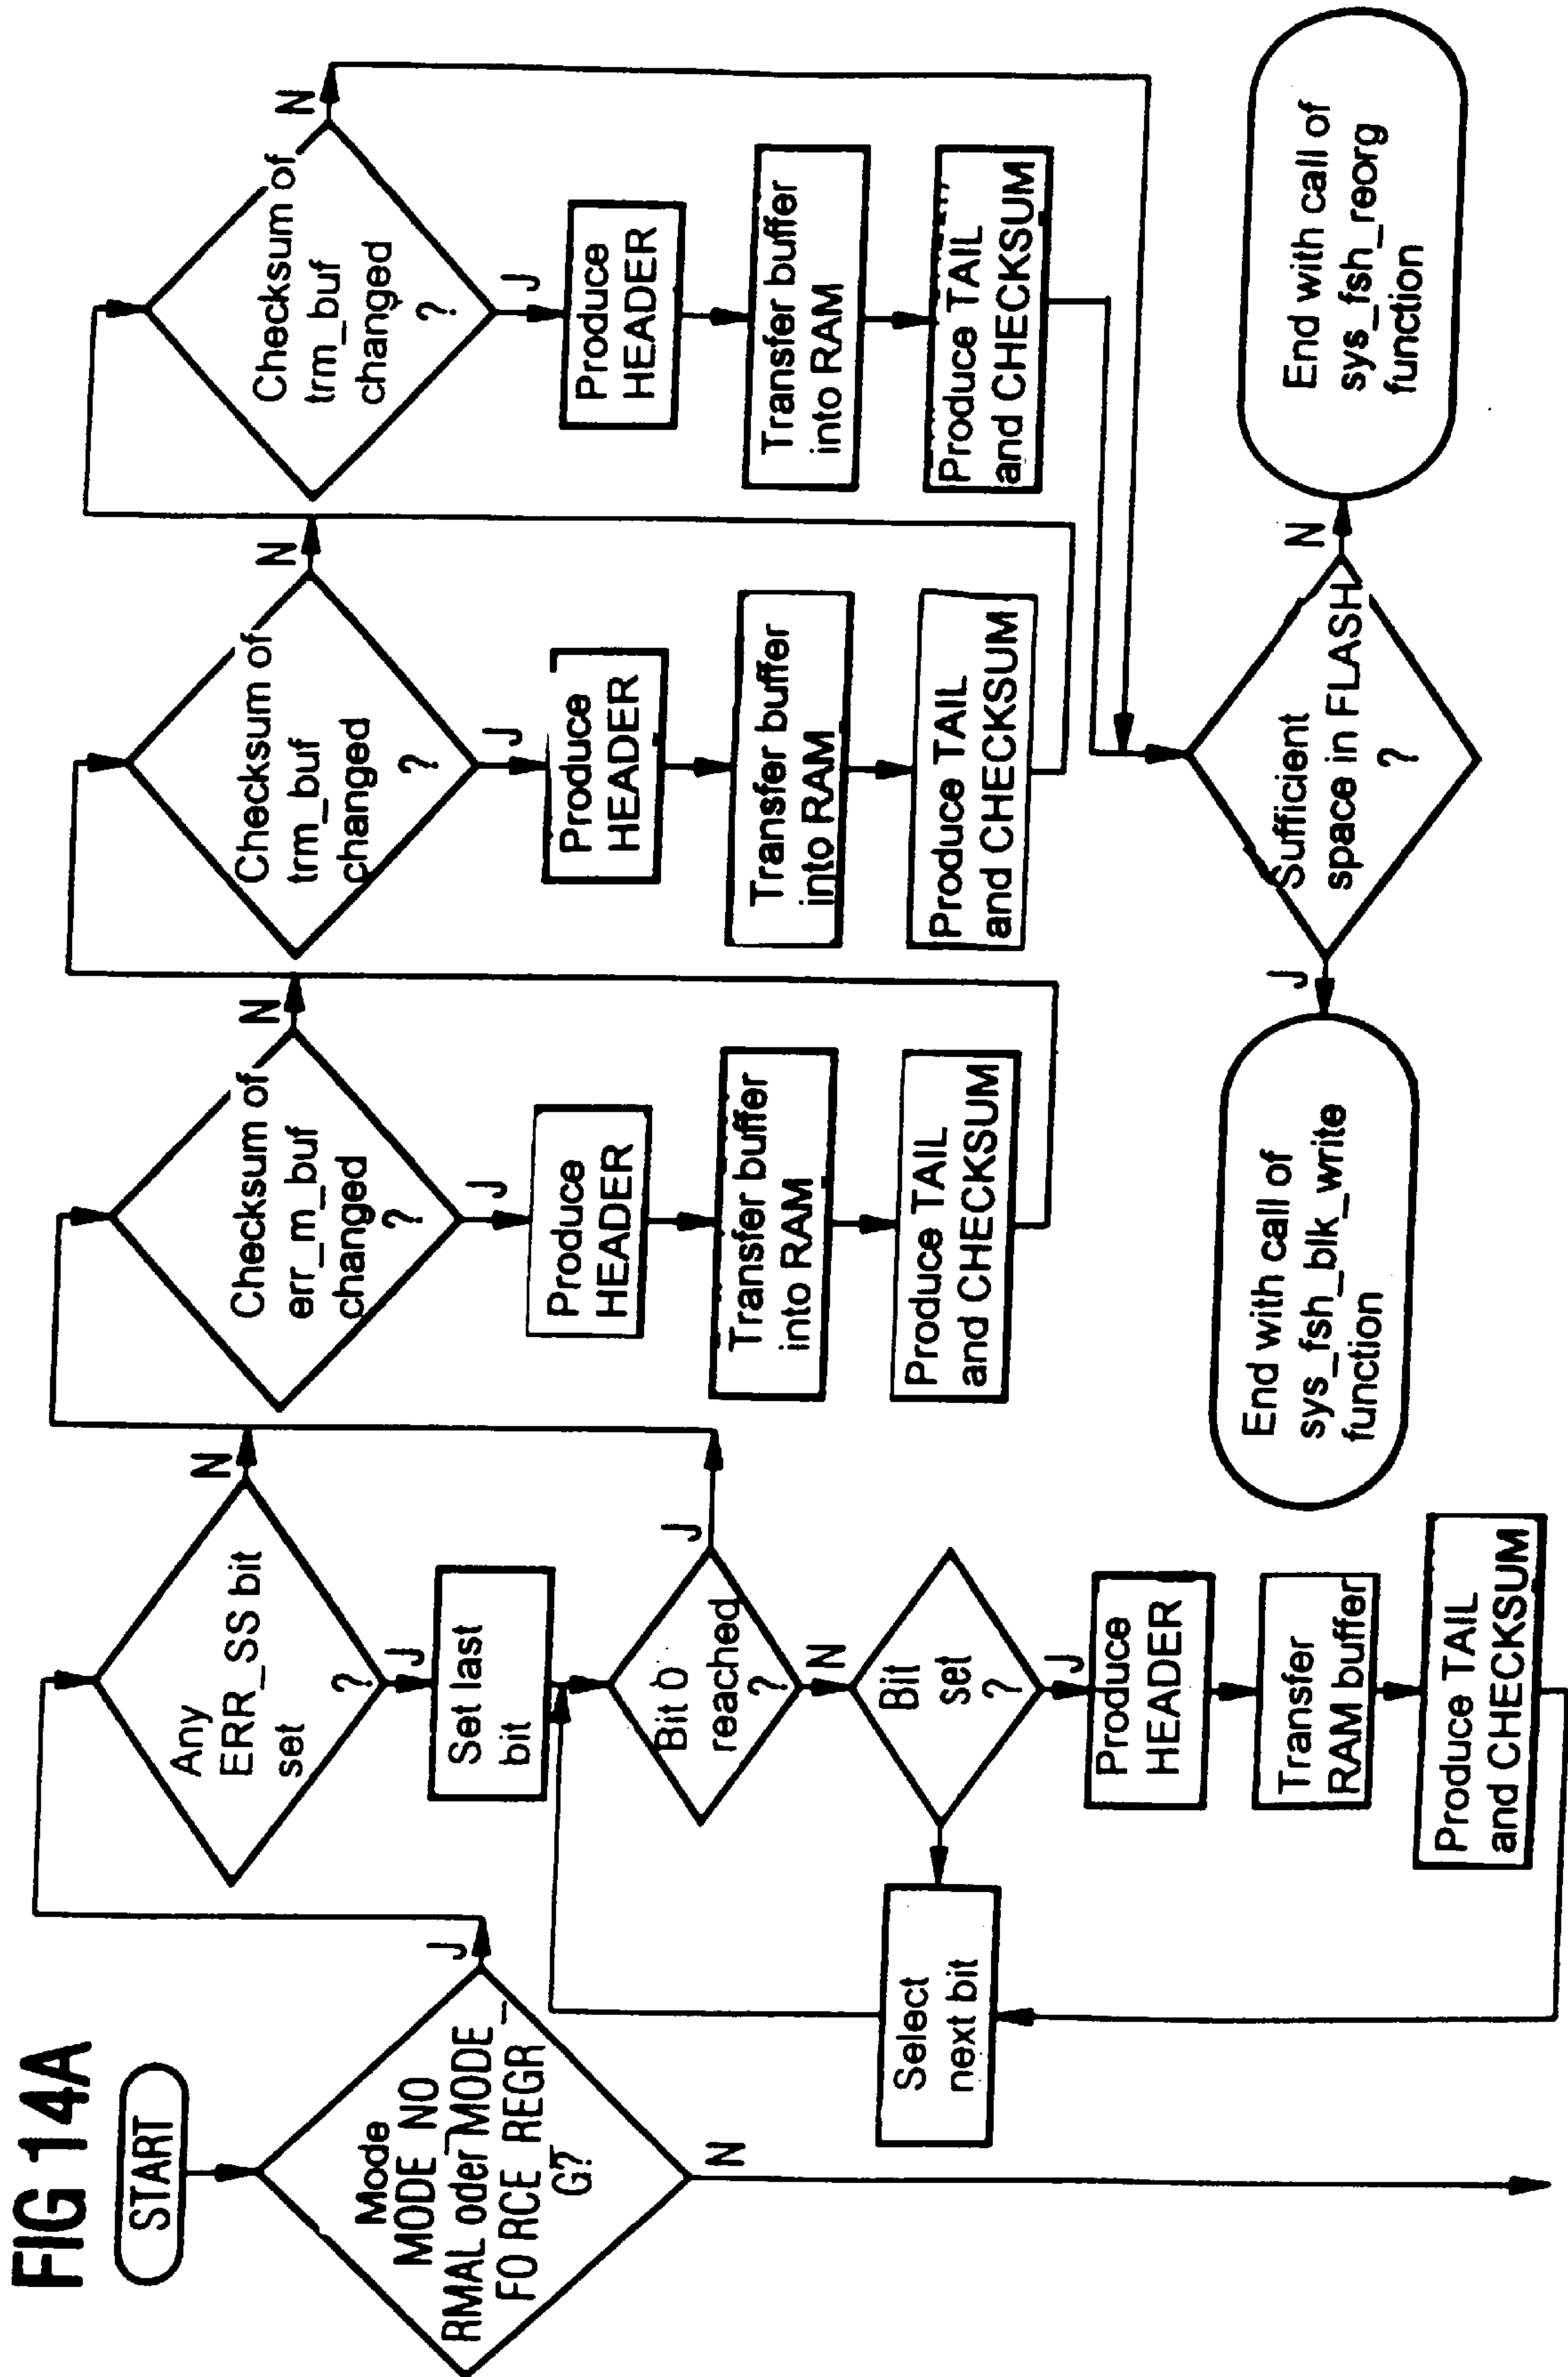 FIG 14A
START
Mode
MODE_NO
RMAL oder MODE_
FO RCE REGR
G?
J
N
Any
ERR_SS bit
set
?
N
J
Set last
bit
Bit 0
reached
?
J
N
Bit
set
?
J
Select
next bit
Produce
HEADER
Transfer
RAM buffer
Produce TAIL
and CHECKSUM
Checksum of
err_m_buf
changed
?
N
J
Produce
HEADER
Transfer buffer
into RAM
Produce TAIL
and CHECKSUM
Checksum of
trm_buf
changed
?
N
J
Produce
HEADER
Transfer buffer
into RAM
Produce TAIL
and CHECKSUM
Checksum of
trm_buf
changed
?
N
J
Produce
HEADER
Transfer buffer
into RAM
Produce TAIL
and CHECKSUM
Sufficient
space in FLASH
?
J
N
End with call of
sys_fsh_blk_write
function
End with call of
sys_fsh_reorg
function